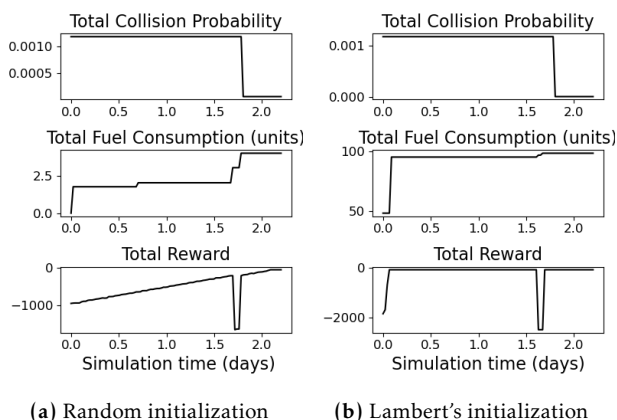 Total Collision Probability
0.0010
0.0005
0.0 0.5 1.0 1.5 2.0
Total Fuel Consumption (units)
2.5
0.0
0.0 0.5 1.0 1.5 2.0
Total Reward
0
−1000
0.0 0.5 1.0 1.5 2.0
Simulation time (days)
(a) Random initialization
Total Collision Probability
0.001
0.000
0.0 0.5 1.0 1.5 2.0
Total Fuel Consumption (units)
100
50
0.0 0.5 1.0 1.5 2.0
Total Reward
0
−2000
0.0 0.5 1.0 1.5 2.0
Simulation time (days)
(b) Lambert's initialization